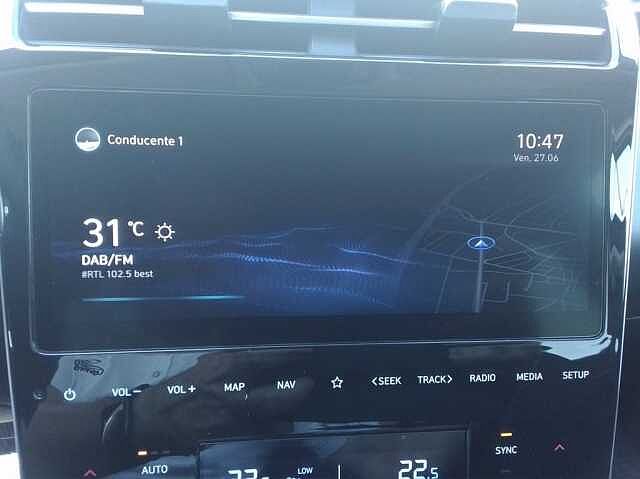 Conducente 1
10:47
Ven. 27.06
31°C
DAB/FM
#RTL 102.5 best
VOL− VOL+ MAP NAV ☆ <SEEK TRACK> RADIO MEDIA SETUP
AUTO LOW 22.5 SYNC